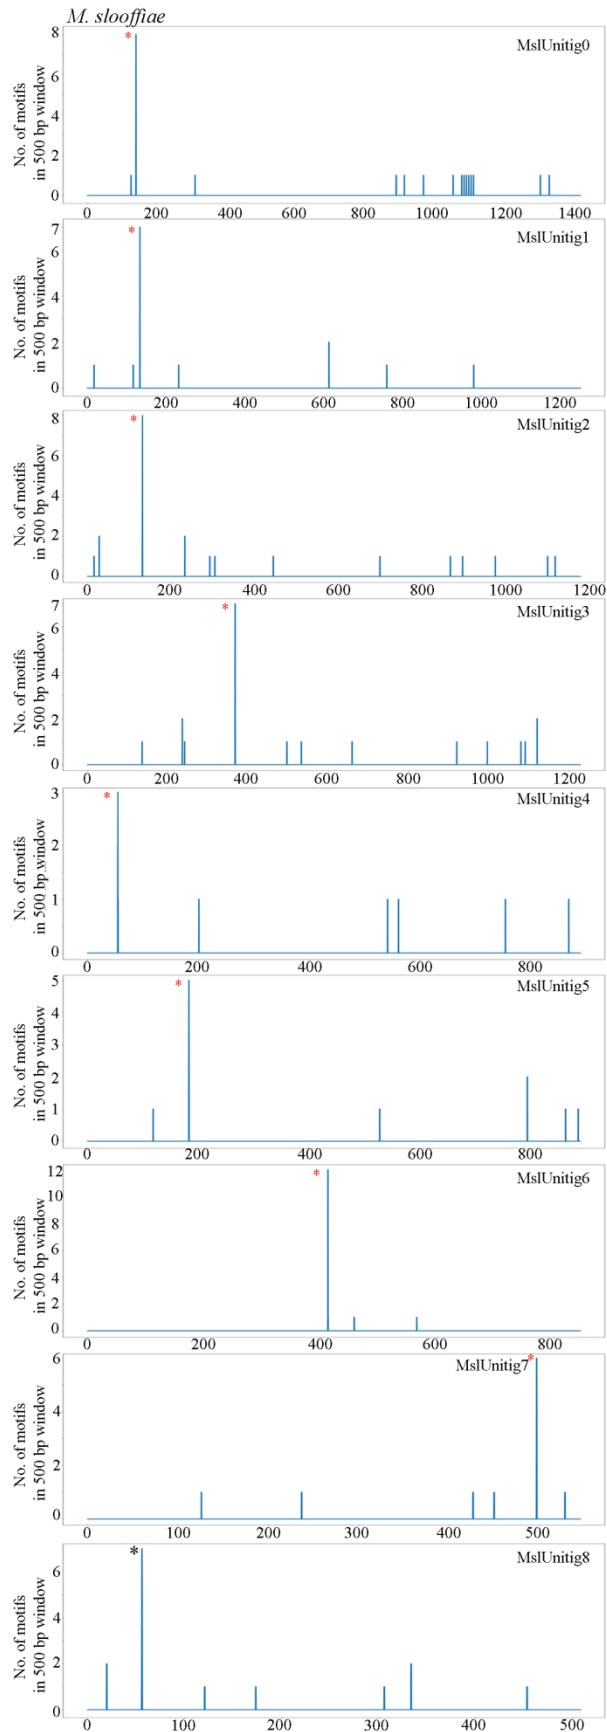 M. slooffiae
*
MslUnitig0
No. of motifs
in 500 bp window
8
6
4
2
0
0 200 400 600 800 1000 1200 1400
*
MslUnitig1
No. of motifs
in 500 bp window
7
6
4
2
0
0 200 400 600 800 1000 1200
*
MslUnitig2
No. of motifs
in 500 bp window
8
6
4
2
0
0 200 400 600 800 1000 1200
*
MslUnitig3
No. of motifs
in 500 bp window
7
6
4
2
0
0 200 400 600 800 1000 1200
*
MslUnitig4
No. of motifs
in 500 bp window
3
2
1
0
0 200 400 600 800
*
MslUnitig5
No. of motifs
in 500 bp window
5
4
3
2
1
0
0 200 400 600 800
*
MslUnitig6
No. of motifs
in 500 bp window
12
10
8
6
4
2
0
0 200 400 600 800
MslUnitig7
*
No. of motifs
in 500 bp window
6
4
2
0
0 100 200 300 400 500
*
MslUnitig8
No. of motifs
in 500 bp window
6
4
2
0
0 100 200 300 400 500